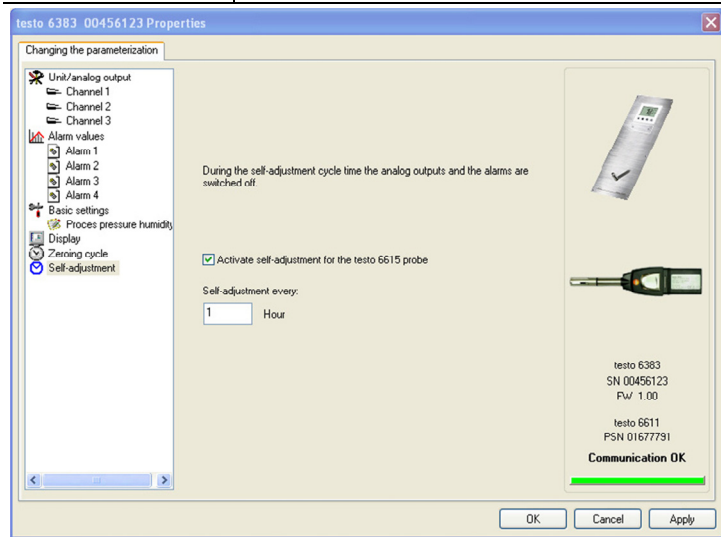 testo 6383 00456123 Properties
Changing the parameterization
Unit/analog output
Channel 1
Channel 2
Channel 3
Alarm values
Alarm 1
Alarm 2
Alarm 3
Alarm 4
Basic settings
Proces pressure humidity
Display
Zeroing cycle
Self-adjustment
During the self-adjustment cycle time the analog outputs and the alarms are
switched off.
Activate self-adjustment for the testo 6615 probe
Self-adjustment every:
1 Hour
testo 6383
SN 00456123
FW 1.00
testo 6611
PSN 01677791
Communication OK
OK Cancel Apply